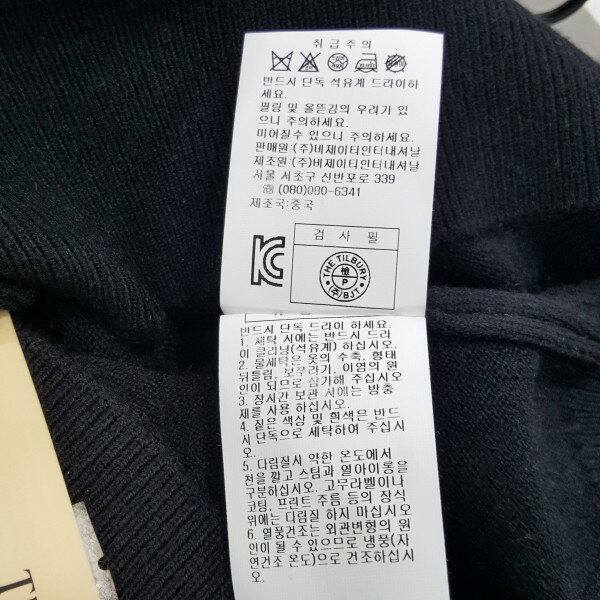 취급주의
반드시 단독 석유계 드라이하
세요.
필링 및 올뜯김의 우려가 있
으니 주의하세요.
미어질수 있으니 주의하세요.
판매원:(주)비제이티인터내셔날
제조원:(주)비제이티인터내셔날
서울 서초구 신반포로 339
☏ (080)080-6341
제조국:중국
검 사 필
THE TILBURY
檢
P
(주)BJT
반드시 단독 드라이 하세요.
1. 세탁 시에는 반드시 드라
이 클리닝(석유계) 하십시오.
2. 물세탁은 옷의 수축, 형태
뒤틀림, 보푸라기, 이염의 원
인이 되므로 삼가해 주십시오
3. 장시간 보관 시에는 방충
제를 사용 하십시오.
4. 짙은 색상 및 흰색은 반드
시 단독으로 세탁하여 주십시
오.
5. 다림질시 약한 온도에서
천을 깔고 스팀과 열아이롱을
구분하십시오. 고무라벨이나
코팅, 프린트 주름 등의 장식
위에는 다림질 하지 마십시오
6. 열풍건조는 외관변형의 원
인이 될 수 있으므로 냉풍(자
연건조 온도)으로 건조하십시
오.